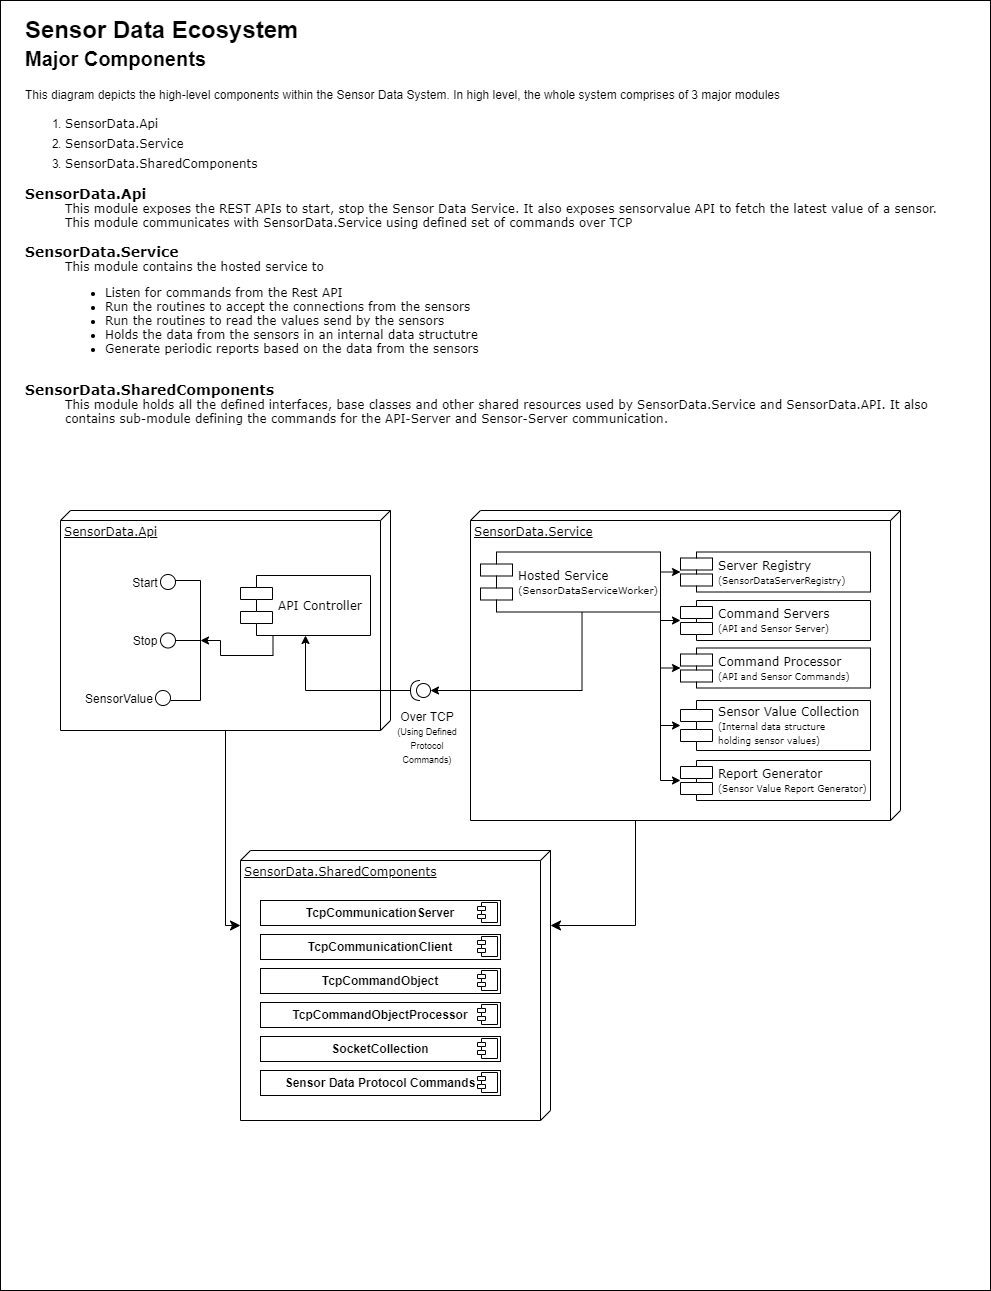 Sensor Data Ecosystem
Major Components
This diagram depicts the high-level components within the Sensor Data System. In high level, the whole system comprises of 3 major modules
1. SensorData.Api
2. SensorData.Service
3. SensorData.SharedComponents
SensorData.Api
This module exposes the REST APIs to start, stop the Sensor Data Service. It also exposes sensorvalue API to fetch the latest value of a sensor.
This module communicates with SensorData.Service using defined set of commands over TCP
SensorData.Service
This module contains the hosted service to
• Listen for commands from the Rest API
• Run the routines to accept the connections from the sensors
• Run the routines to read the values send by the sensors
• Holds the data from the sensors in an internal data structutre
• Generate periodic reports based on the data from the sensors
SensorData.SharedComponents
This module holds all the defined interfaces, base classes and other shared resources used by SensorData.Service and SensorData.API. It also
contains sub-module defining the commands for the API-Server and Sensor-Server communication.
SensorData.Api
Start
Stop
SensorValue
API Controller
Over TCP
(Using Defined
Protocol
Commands)
SensorData.Service
Hosted Service
(SensorDataServiceWorker)
Server Registry
(SensorDataServerRegistry)
Command Servers
(API and Sensor Server)
Command Processor
(API and Sensor Commands)
Sensor Value Collection
(Internal data structure
holding sensor values)
Report Generator
(Sensor Value Report Generator)
SensorData.SharedComponents
TcpCommunicationServer
TcpCommunicationClient
TcpCommandObject
TcpCommandObjectProcessor
SocketCollection
Sensor Data Protocol Commands